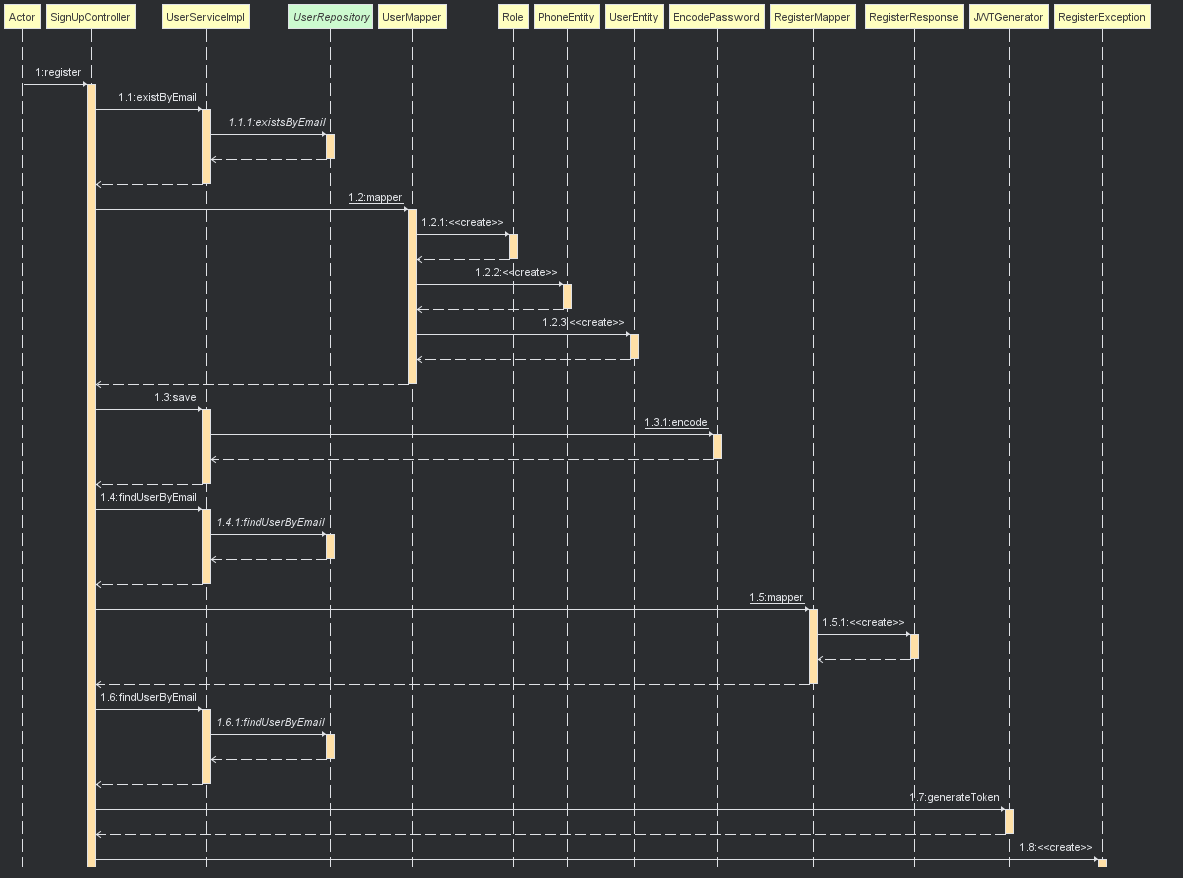 Actor
SignUpController
UserServiceImpl
UserRepository
UserMapper
Role
PhoneEntity
UserEntity
EncodePassword
RegisterMapper
RegisterResponse
JWTGenerator
RegisterException
1:register
1.1:existByEmail
1.1.1:existsByEmail
1.2:mapper
1.2.1:<<create>>
1.2.2:<<create>>
1.2.3:<<create>>
1.3:save
1.3.1:encode
1.4:findUserByEmail
1.4.1:findUserByEmail
1.5:mapper
1.5.1:<<create>>
1.6:findUserByEmail
1.6.1:findUserByEmail
1.7:generateToken
1.8:<<create>>